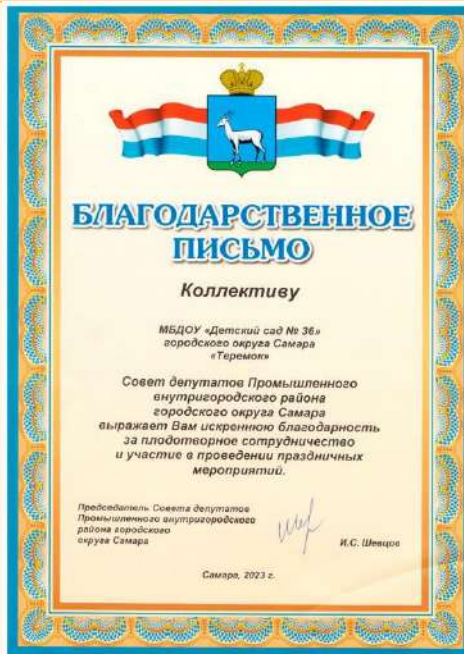 БЛАГОДАРСТВЕННОЕ
ПИСЬМО
Коллективу
МБДОУ «Детский сад № 36»
городского округа Самара
«Теремок»
Совет депутатов Промышленного
внутригородского района
городского округа Самара
выражает Вам искреннюю благодарность
за плодотворное сотрудничество
и участие в проведении праздничных
мероприятий.
Председатель Совета депутатов
Промышленного внутригородского
района городского
округа Самара
И.С. Шевцов
Самара, 2023 г.